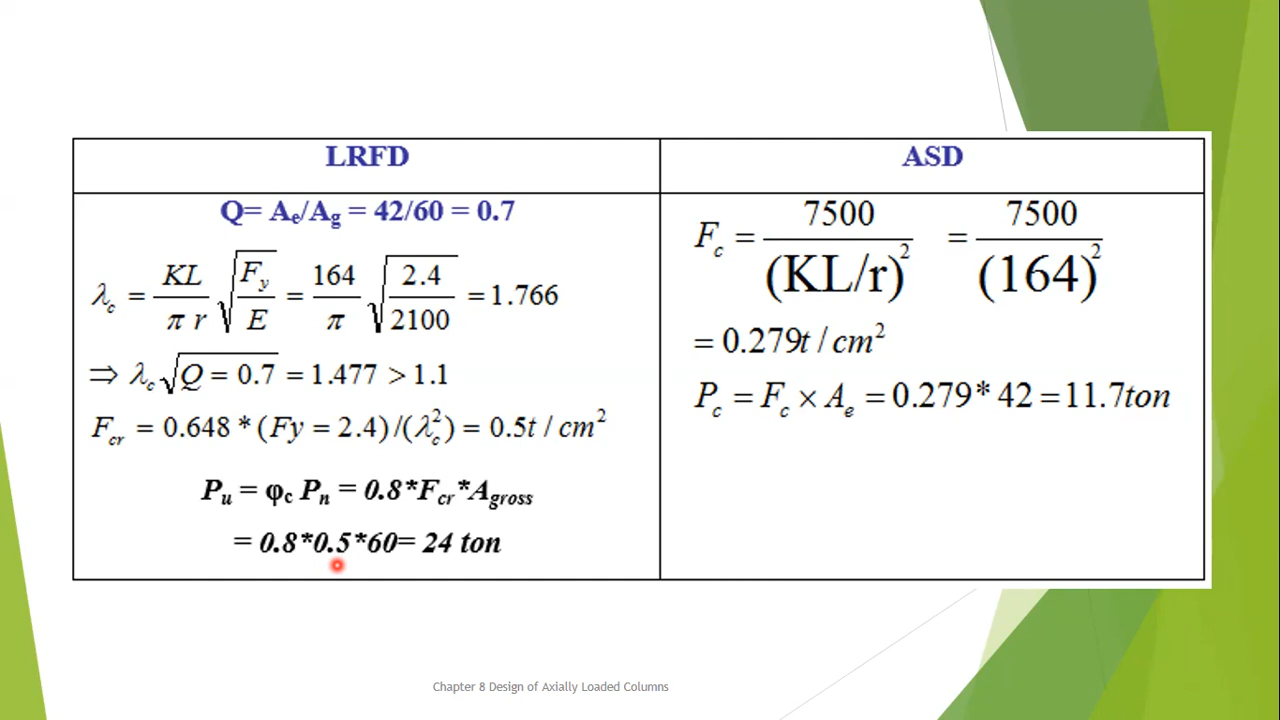 LRFD
Q= Ae/Ag = 42/60 = 0.7
λc = KL/π r √Fy/E = 164/π √2.4/2100 = 1.766
⇒ λc √Q = 0.7 = 1.477 > 1.1
Fcr = 0.648 * (Fy = 2.4) /(λc²) = 0.5t / cm²
Pu = φc Pn = 0.8*Fcr*Agross
= 0.8*0.5*60= 24 ton
ASD
Fc = 7500/(KL/r)² = 7500/(164)²
= 0.279t / cm²
Pc = Fc × Ae = 0.279* 42 = 11.7ton
Chapter 8 Design of Axially Loaded Columns